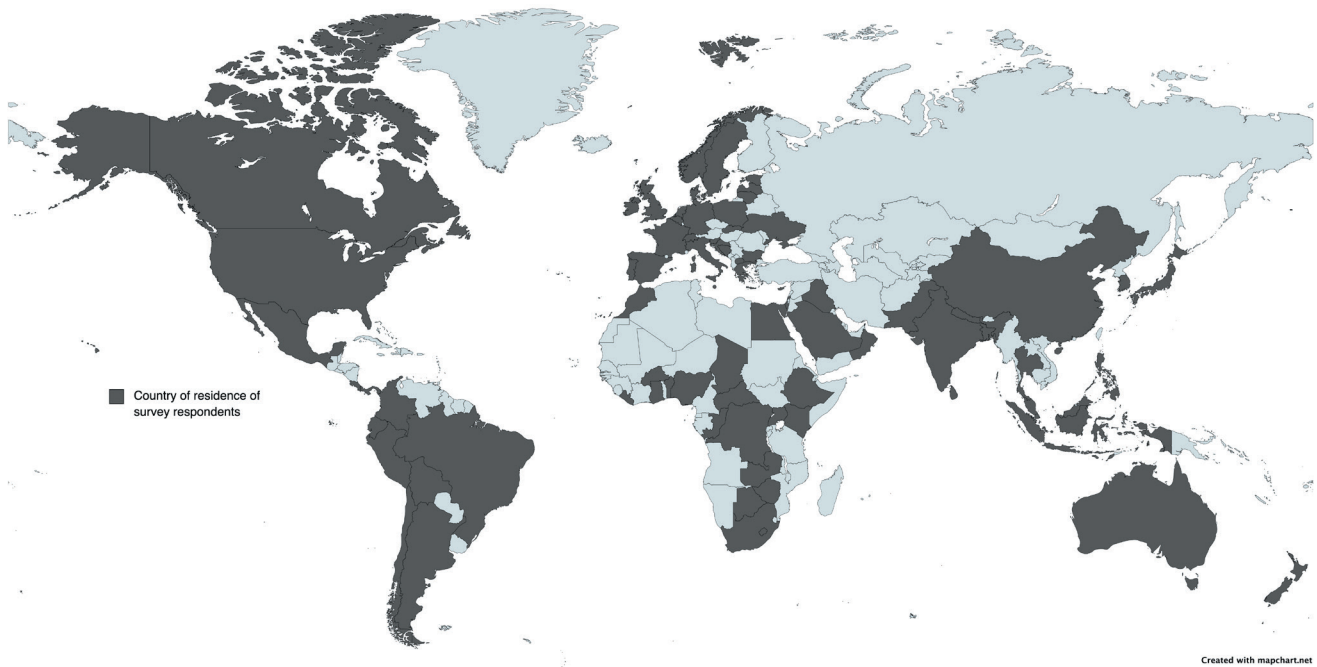 Country of residence of
survey respondents
Created with mapchart.net